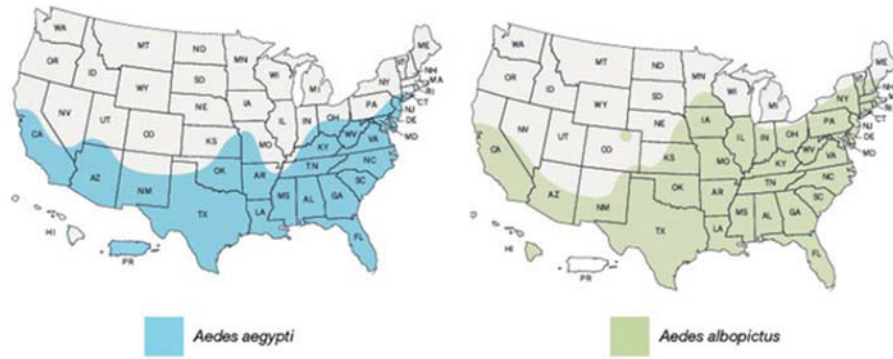 WA
MT
ND
MN
ME
VT
OR
ID
SD
WI
MI
NY
NH
MA
RI
CT
WY
NE
IA
PA
NJ
DE
MD
NV
UT
CO
KS
MO
IL
IN
OH
WV
VA
KY
CA
AZ
NM
OK
AR
TN
NC
SC
TX
LA
MS
AL
GA
FL
HI
PR
WA
MT
ND
MN
ME
VT
OR
ID
SD
WI
MI
NY
NH
RI
CT
WY
NE
IA
PA
NJ
DE
MD
NV
UT
CO
KS
MO
IL
IN
OH
WV
VA
KY
CA
AZ
NM
OK
AR
TN
NC
SC
TX
LA
MS
AL
GA
FL
HI
PR
Aedes aegypti
Aedes albopictus